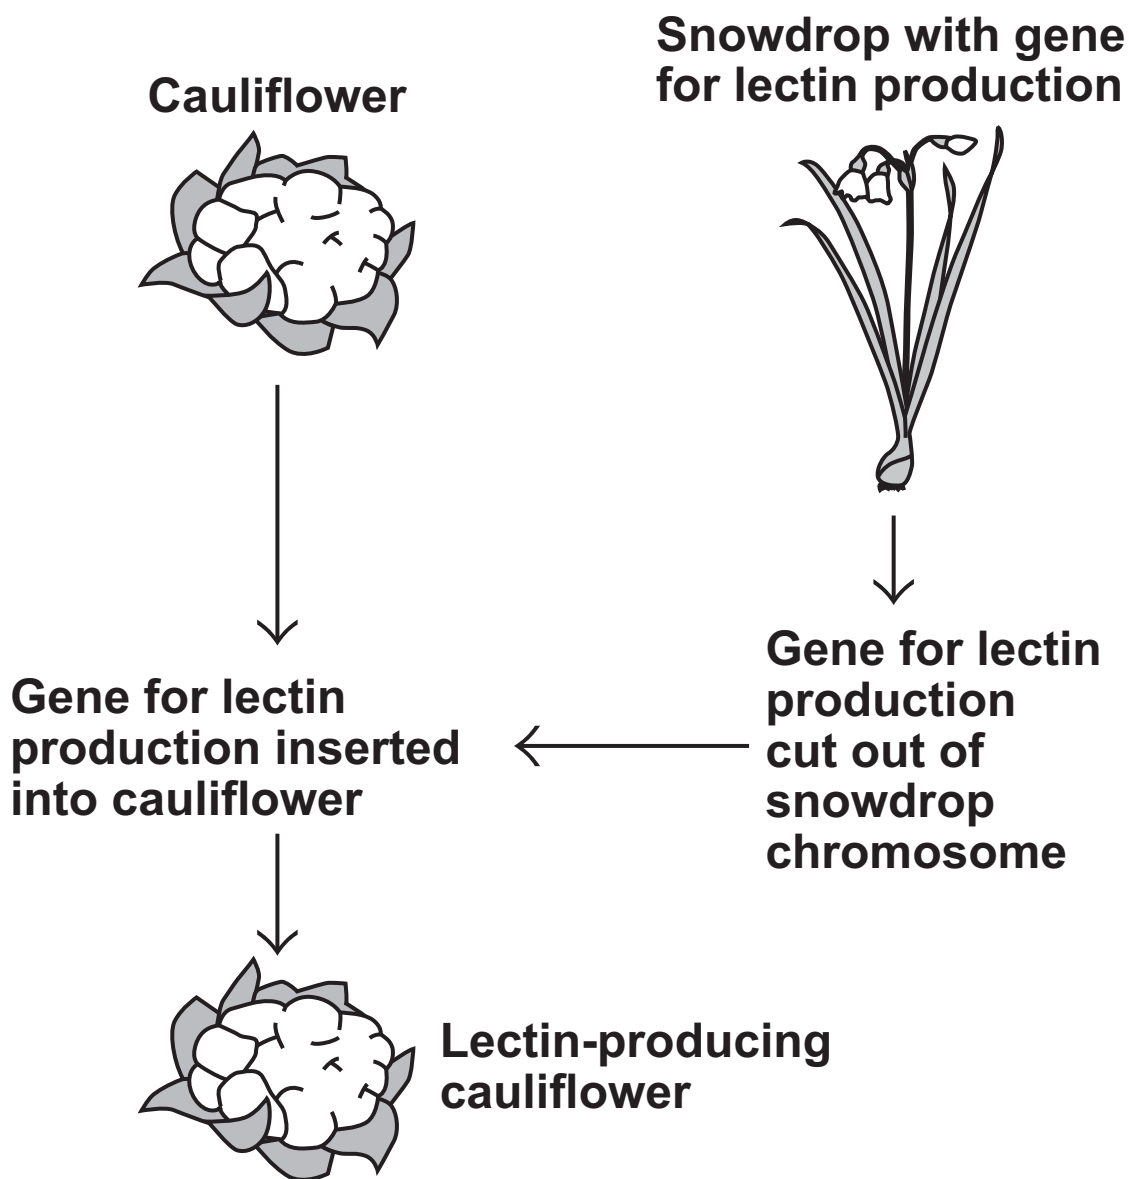 Snowdrop with gene
for lectin production
Cauliflower
Gene for lectin
production
cut out of
snowdrop
chromosome
Gene for lectin
production inserted
into cauliflower
Lectin-producing
cauliflower